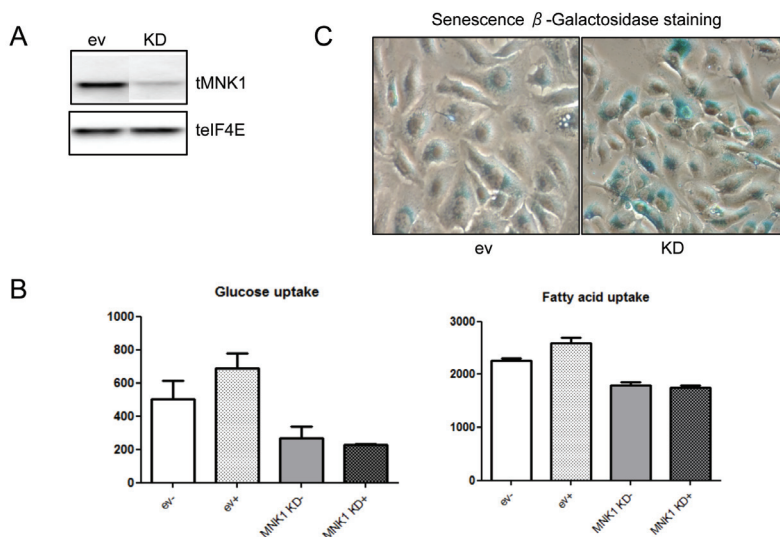 A
ev KD
tMNK1
teIF4E
C
Senescence β-Galactosidase staining
ev KD
B
Glucose uptake
1000
800
600
400
200
0
ev-
ev+
MNK1 KD-
MNK1 KD+
Fatty acid uptake
3000
2000
1000
0
ev-
ev+
MNK1 KD-
MNK1 KD+